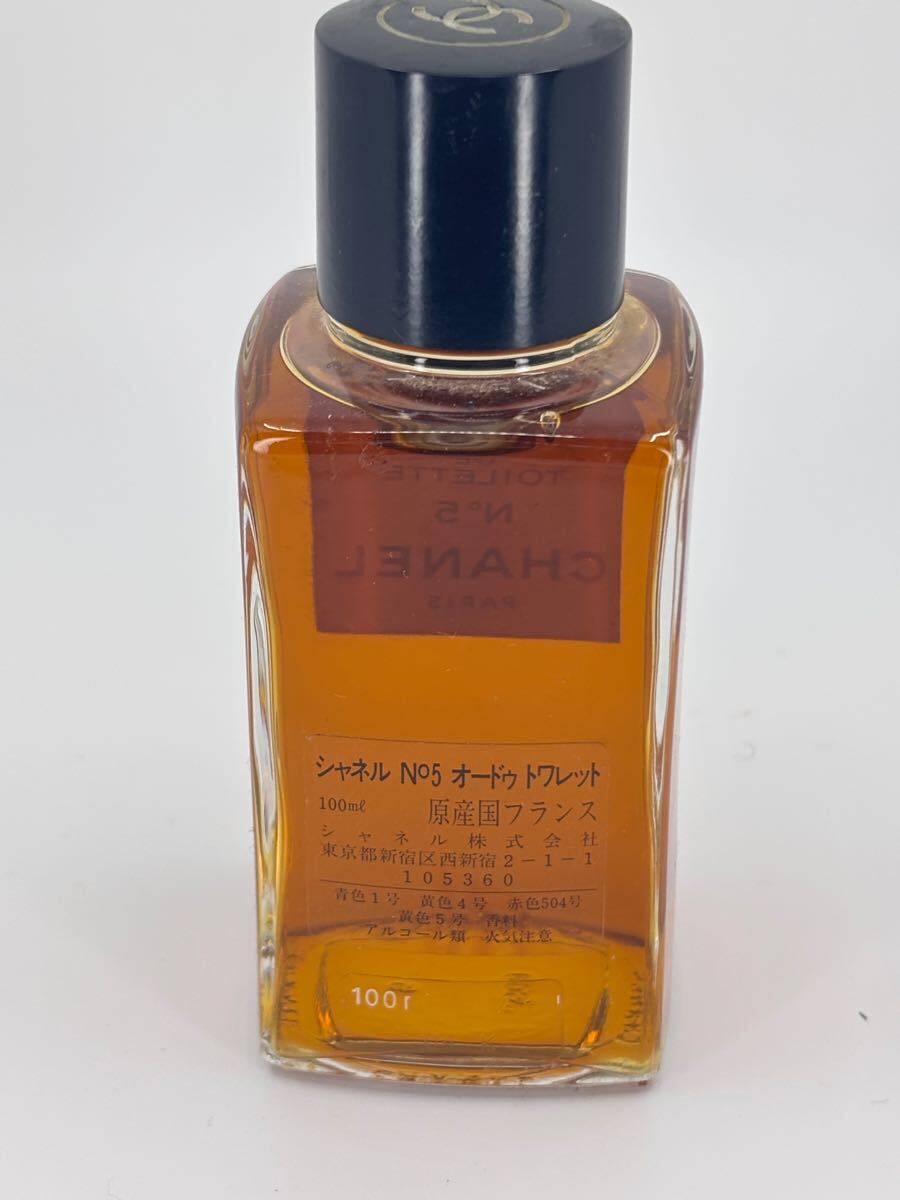 TOILETTE
N°5
CHANEL
PARIS
シャネル Nº5 オードゥ トワレット
100mℓ 原産国フランス
シャネル株式会社
東京都新宿区西新宿2-1-1
105360
青色1号 黄色4号 赤色504号
黄色5号 香料
アルコール類 火気注意
100